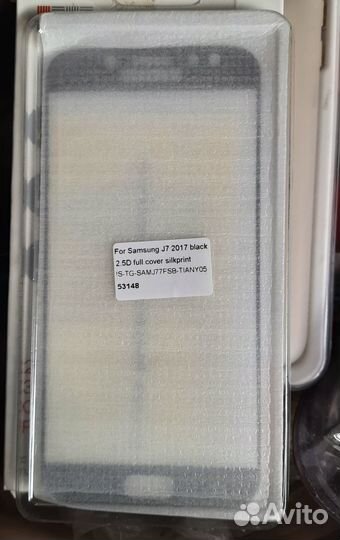 For Samsung J7 2017 black
2.5D full cover silkprint
!S-TG-SAMJ77FSB-TIANY05
53148
Avito